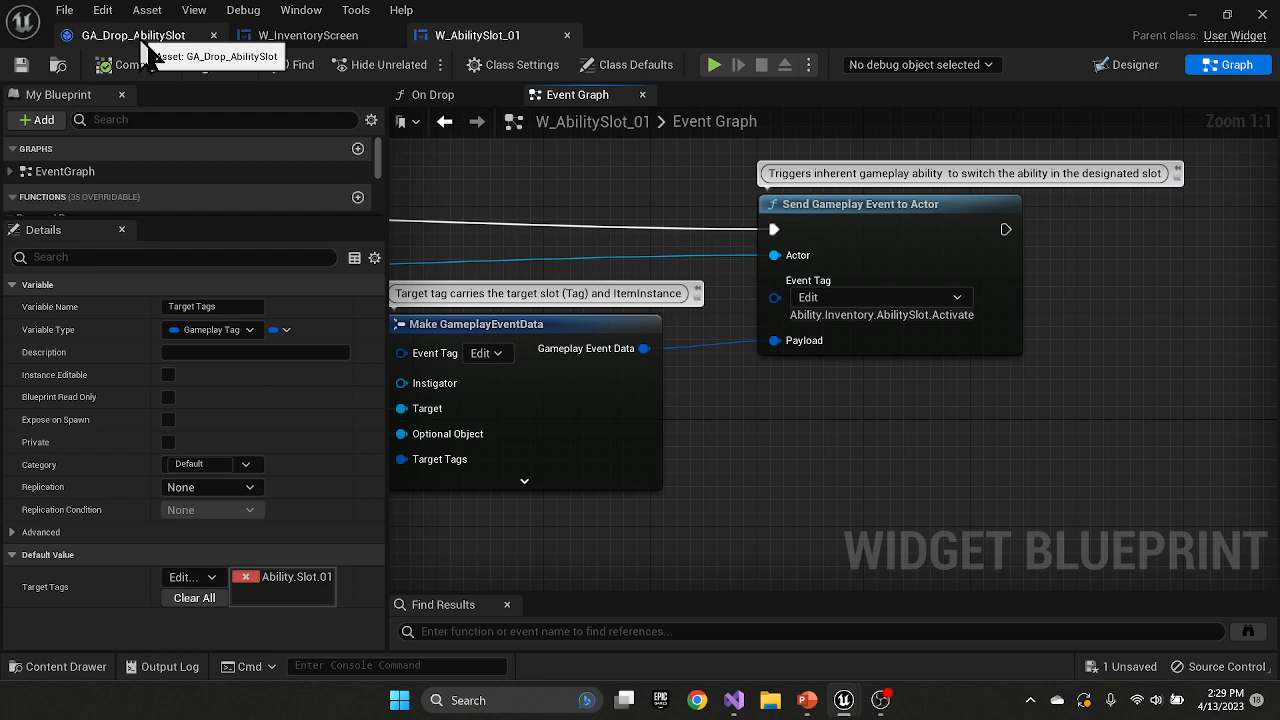 File Edit Asset View Debug Window Tools Help
GA_Drop_AbilitySlot W_InventoryScreen W_AbilitySlot_01 Parent class: User Widget
Asset: GA_Drop_AbilitySlot
Find Hide Unrelated Class Settings Class Defaults No debug object selected Designer Graph
My Blueprint On Drop Event Graph
Add Search W_AbilitySlot_01 Event Graph Zoom 1:1
GRAPHS
EventGraph
FUNCTIONS (35 OVERRIDABLE)
Details
Search
Variable
Variable Name Target Tags
Variable Type Gameplay Tag
Description
Instance Editable
Blueprint Read Only
Expose on Spawn
Private
Category Default
Replication None
Replication Condition None
Advanced
Default Value
Target Tags Edit... Ability.Slot.01
Clear All
Triggers inherent gameplay ability to switch the ability in the designated slot
Send Gameplay Event to Actor
Actor
Event Tag
Edit
Ability.Inventory.AbilitySlot.Activate
Payload
Target tag carries the target slot (Tag) and ItemInstance
Make GameplayEventData
Event Tag Edit Gameplay Event Data
Instigator
Target
Optional Object
Target Tags
WIDGET BLUEPRINT
Find Results
Enter function or event name to find references...
Content Drawer Output Log Cmd Enter Console Command 1 Unsaved Source Control
Search EPIC GAMES 2:29 PM
4/13/2023 18